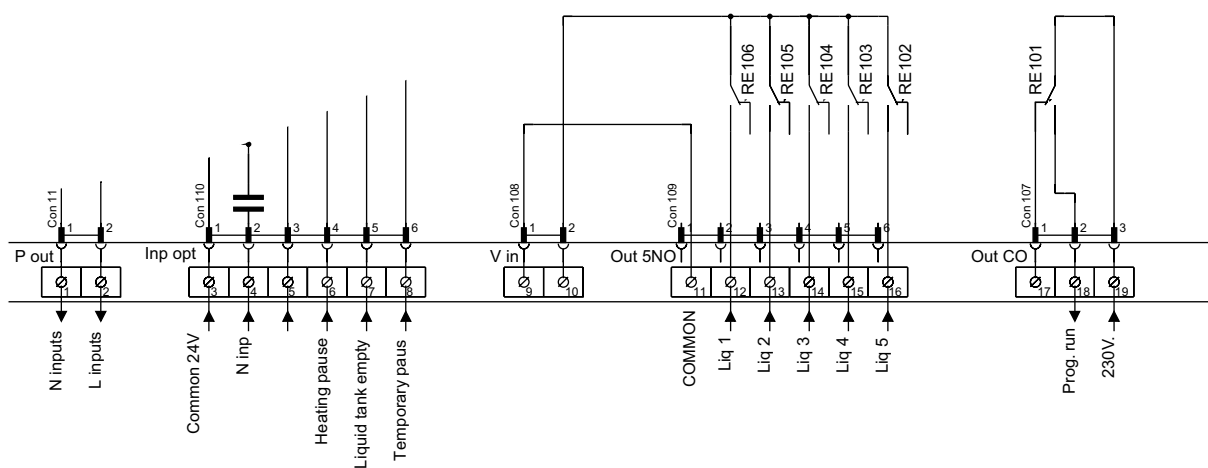 RE106
RE105
RE104
RE103
RE102
RE101
Con 11
Con 110
Con 108
Con 109
Con 107
1 2
1 2 3 4 5 6
1 2
1 2 3 4 5 6
1 2 3
P out
Inp opt
V in
Out 5NO
Out CO
1 2
3 4 5 6 7 8
9 10
11 12 13 14 15 16
17 18 19
N inputs
L inputs
Common 24V
N inp
Heating pause
Liquid tank empty
Temporary paus
COMMON
Liq 1
Liq 2
Liq 3
Liq 4
Liq 5
Prog. run
230V.